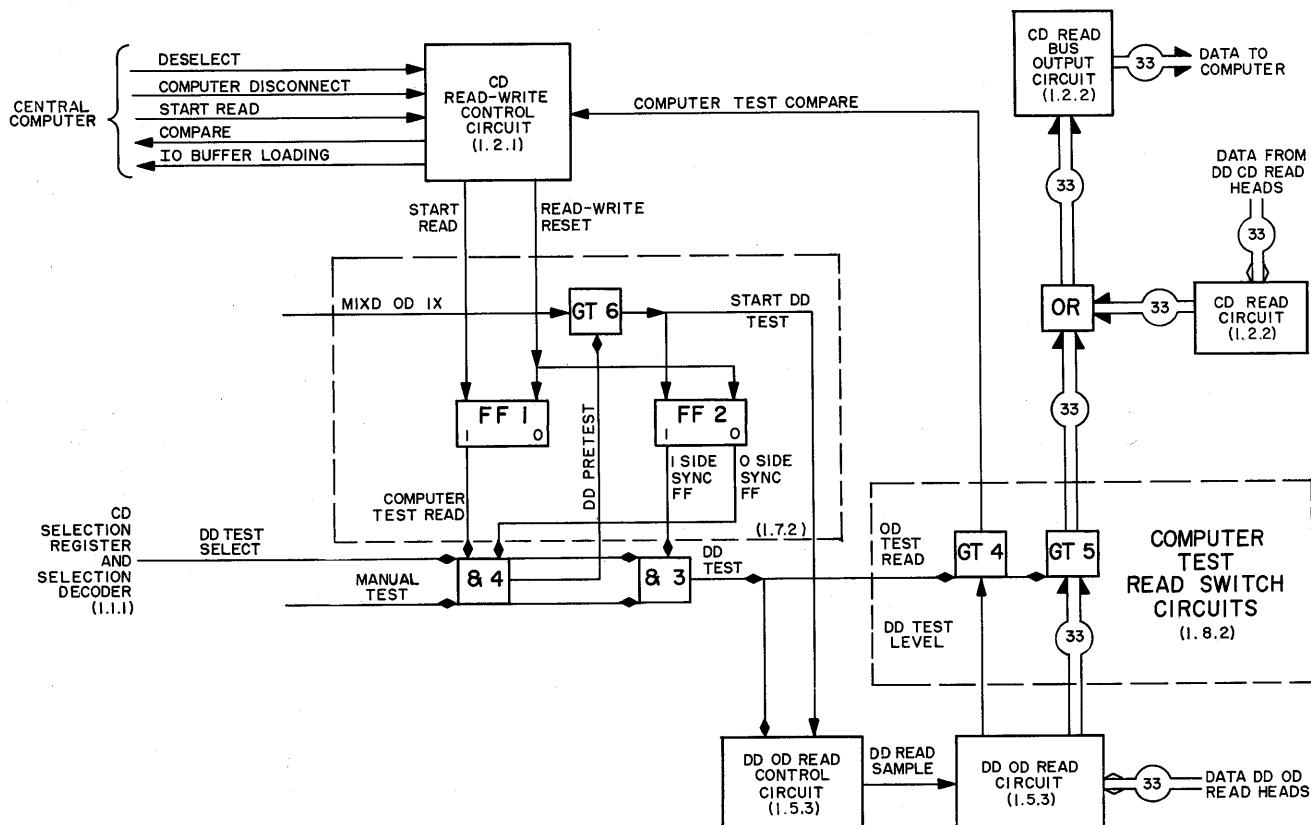 CENTRAL
COMPUTER
DESELECT
COMPUTER DISCONNECT
START READ
COMPARE
IO BUFFER LOADING
CD
READ-WRITE
CONTROL
CIRCUIT
(1.2.1)
COMPUTER TEST COMPARE
CD READ
BUS
OUTPUT
CIRCUIT
(1.2.2)
33
DATA TO
COMPUTER
33
DATA FROM
DD CD READ
HEADS
33
START
READ
READ-WRITE
RESET
MIXD OD IX
GT 6
START DD
TEST
OR
33
CD READ
CIRCUIT
(1.2.2)
FF 1
1 0
FF 2
1 0
DD PRETEST
33
COMPUTER
TEST READ
1 SIDE
SYNC
FF
0 SIDE
SYNC
FF
(1.7.2)
CD
SELECTION
REGISTER
AND
SELECTION
DECODER
(1.1.1)
DD TEST
SELECT
MANUAL
TEST
& 4
& 3
DD
TEST
OD
TEST
READ
GT 4
GT 5
COMPUTER
TEST
READ SWITCH
CIRCUITS
(1.8.2)
DD TEST
LEVEL
33
DD OD READ
CONTROL
CIRCUIT
(1.5.3)
DD READ
SAMPLE
DD OD READ
CIRCUIT
(1.5.3)
33
DATA DD OD
READ HEADS